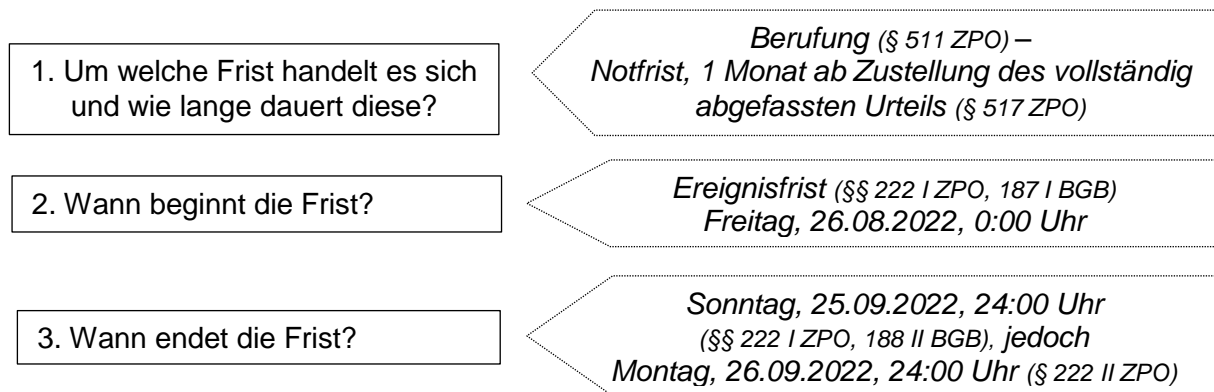 1. Um welche Frist handelt es sich
und wie lange dauert diese?
Berufung (§ 511 ZPO) –
Notfrist, 1 Monat ab Zustellung des vollständig
abgefassten Urteils (§ 517 ZPO)
2. Wann beginnt die Frist?
Ereignisfrist (§§ 222 I ZPO, 187 I BGB)
Freitag, 26.08.2022, 0:00 Uhr
3. Wann endet die Frist?
Sonntag, 25.09.2022, 24:00 Uhr
(§§ 222 I ZPO, 188 II BGB), jedoch
Montag, 26.09.2022, 24:00 Uhr (§ 222 II ZPO)